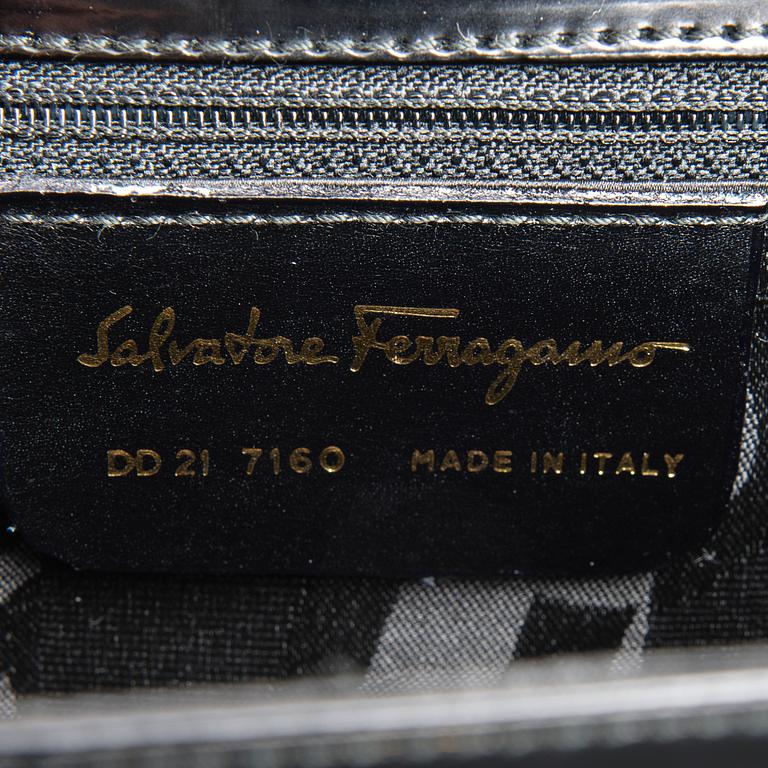 Salvatore Ferragamo
DD 21 7160 MADE IN ITALY